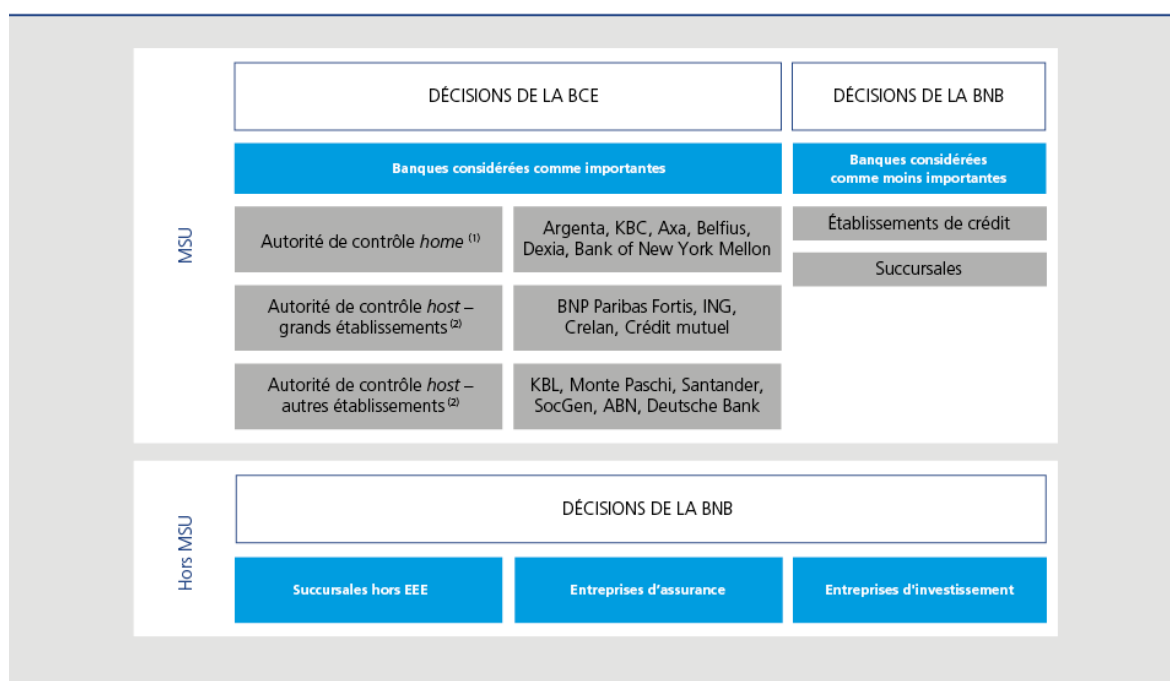 MSU
DÉCISIONS DE LA BCE
DÉCISIONS DE LA BNB
Banques considérées comme importantes
Banques considérées
comme moins importantes
Autorité de contrôle home (1)
Argenta, KBC, Axa, Belfius,
Dexia, Bank of New York Mellon
Établissements de crédit
Succursales
Autorité de contrôle host –
grands établissements (2)
BNP Paribas Fortis, ING,
Crelan, Crédit mutuel
Autorité de contrôle host –
autres établissements (2)
KBL, Monte Paschi, Santander,
SocGen, ABN, Deutsche Bank
Hors MSU
DÉCISIONS DE LA BNB
Succursales hors EEE
Entreprises d'assurance
Entreprises d'investissement